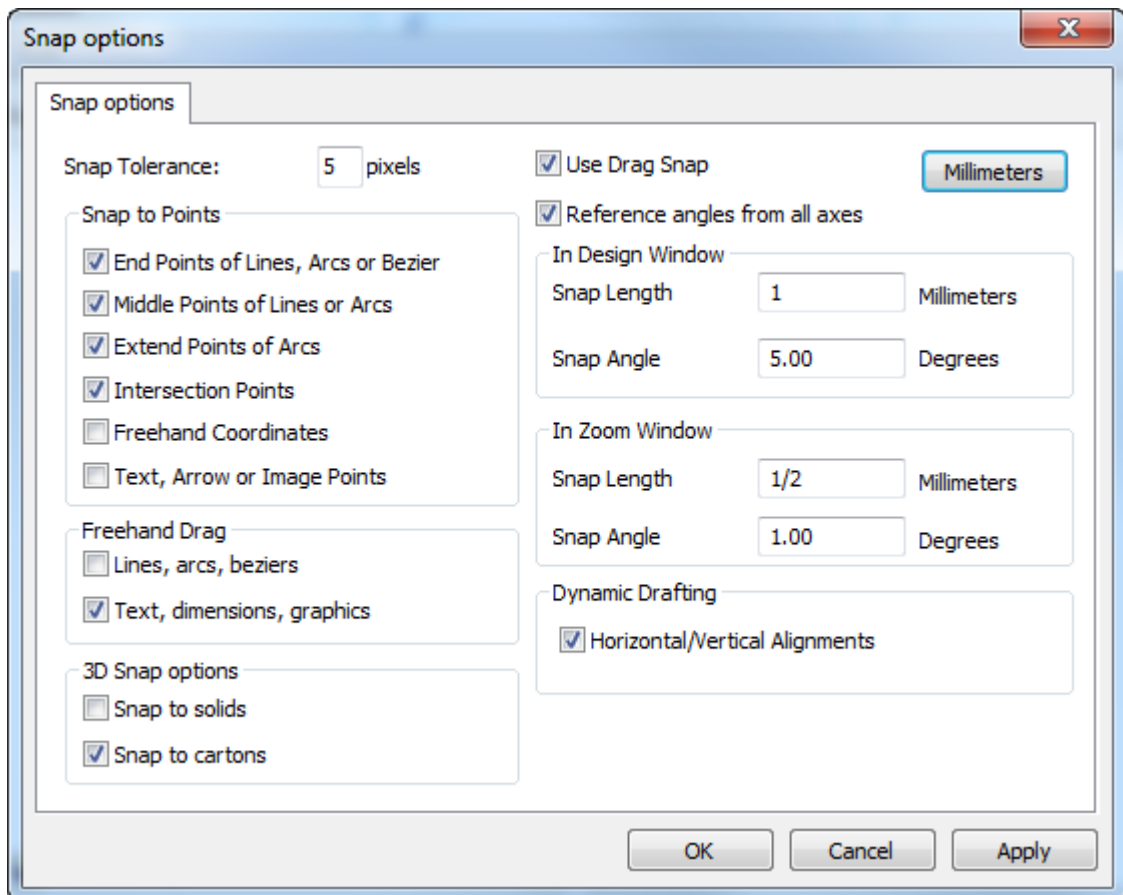 Snap options
Snap options
Snap Tolerance: 5 pixels
Snap to Points
End Points of Lines, Arcs or Bezier
Middle Points of Lines or Arcs
Extend Points of Arcs
Intersection Points
Freehand Coordinates
Text, Arrow or Image Points
Freehand Drag
Lines, arcs, beziers
Text, dimensions, graphics
3D Snap options
Snap to solids
Snap to cartons
Use Drag Snap
Millimeters
Reference angles from all axes
In Design Window
Snap Length 1 Millimeters
Snap Angle 5.00 Degrees
In Zoom Window
Snap Length 1/2 Millimeters
Snap Angle 1.00 Degrees
Dynamic Drafting
Horizontal/Vertical Alignments
OK Cancel Apply